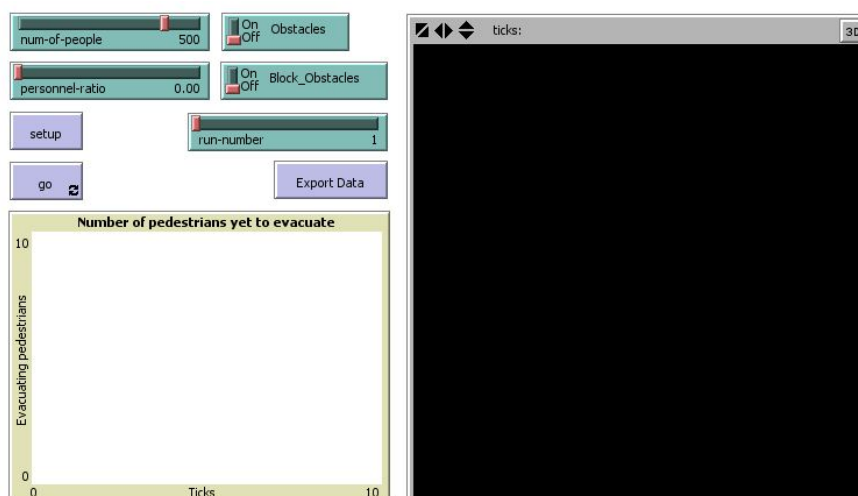 num-of-people 500
On
Off
Obstacles
personnel-ratio 0.00
On
Off
Block_Obstacles
setup
run-number 1
go
Export Data
Number of pedestrians yet to evacuate
10
Evacuating pedestrians
0
0 Ticks 10
ticks:
3D